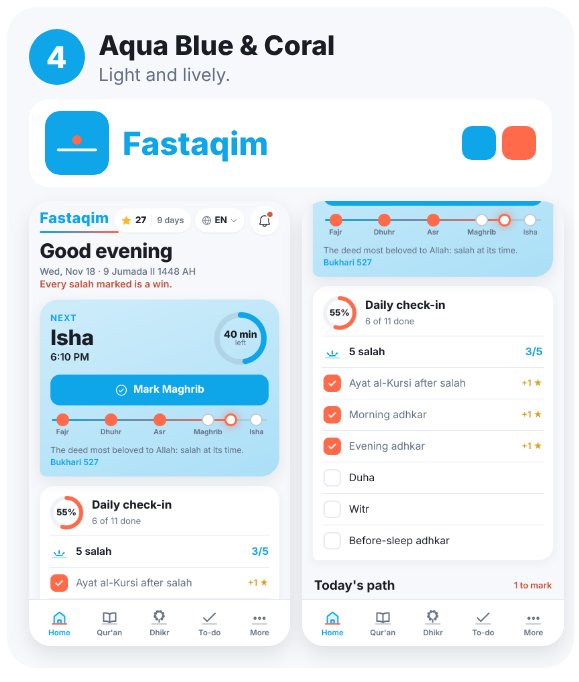 4
Aqua Blue & Coral
Light and lively.
Fastaqim
Fastaqim
27
9 days
EN
Good evening
Wed, Nov 18 · 9 Jumada II 1448 AH
Every salah marked is a win.
NEXT
Isha
6:10 PM
40 min
left
Mark Maghrib
Fajr Dhuhr Asr Maghrib Isha
The deed most beloved to Allah: salah at its time.
Bukhari 527
55%
Daily check-in
6 of 11 done
5 salah 3/5
Ayat al-Kursi after salah +1 ★
Home Qur'an Dhikr To-do More
Fajr Dhuhr Asr Maghrib Isha
The deed most beloved to Allah: salah at its time.
Bukhari 527
55%
Daily check-in
6 of 11 done
5 salah 3/5
Ayat al-Kursi after salah +1 ★
Morning adhkar +1 ★
Evening adhkar +1 ★
Duha
Witr
Before-sleep adhkar
Today's path 1 to mark
Home Qur'an Dhikr To-do More